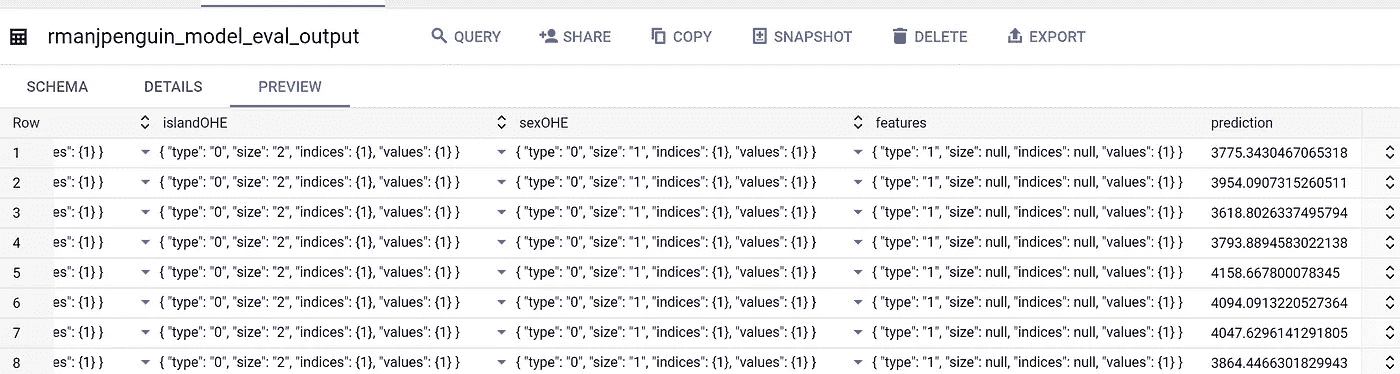 rmanjpenguin_model_eval_output QUERY SHARE COPY SNAPSHOT DELETE EXPORT
SCHEMA DETAILS PREVIEW
Row islandOHE sexOHE features prediction
1 es": {1} } { "type": "0", "size": "2", "indices": {1}, "values": {1} } { "type": "0", "size": "1", "indices": {1}, "values": {1} } { "type": "1", "size": null, "indices": null, "values": {1} } 3775.3430467065318
2 es": {1} } { "type": "0", "size": "2", "indices": {1}, "values": {1} } { "type": "0", "size": "1", "indices": {1}, "values": {1} } { "type": "1", "size": null, "indices": null, "values": {1} } 3954.0907315260511
3 es": {1} } { "type": "0", "size": "2", "indices": {1}, "values": {1} } { "type": "0", "size": "1", "indices": {1}, "values": {1} } { "type": "1", "size": null, "indices": null, "values": {1} } 3618.8026337495794
4 es": {1} } { "type": "0", "size": "2", "indices": {1}, "values": {1} } { "type": "0", "size": "1", "indices": {1}, "values": {1} } { "type": "1", "size": null, "indices": null, "values": {1} } 3793.8894583022138
5 es": {1} } { "type": "0", "size": "2", "indices": {1}, "values": {1} } { "type": "0", "size": "1", "indices": {1}, "values": {1} } { "type": "1", "size": null, "indices": null, "values": {1} } 4158.667800078345
6 es": {1} } { "type": "0", "size": "2", "indices": {1}, "values": {1} } { "type": "0", "size": "1", "indices": {1}, "values": {1} } { "type": "1", "size": null, "indices": null, "values": {1} } 4094.0913220527364
7 es": {1} } { "type": "0", "size": "2", "indices": {1}, "values": {1} } { "type": "0", "size": "1", "indices": {1}, "values": {1} } { "type": "1", "size": null, "indices": null, "values": {1} } 4047.6296141291805
8 es": {1} } { "type": "0", "size": "2", "indices": {1}, "values": {1} } { "type": "0", "size": "1", "indices": {1}, "values": {1} } { "type": "1", "size": null, "indices": null, "values": {1} } 3864.4466301829943